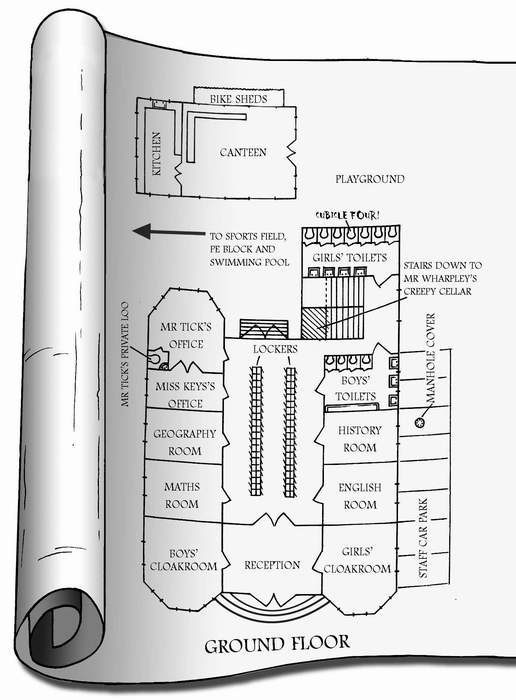 BIKE SHEDS
KITCHEN
CANTEEN
PLAYGROUND
CUBICLE FOUR!
TO SPORTS FIELD,
PE BLOCK AND
SWIMMING POOL
GIRLS' TOILETS
STAIRS DOWN TO
MR WHARPLEY'S
CREEPY CELLAR
MR TICK'S
OFFICE
MR TICK'S PRIVATE LOO
LOCKERS
MISS KEYS'S
OFFICE
BOYS'
TOILETS
MANHOLE COVER
GEOGRAPHY
ROOM
HISTORY
ROOM
MATHS
ROOM
ENGLISH
ROOM
STAFF CAR PARK
BOYS'
CLOAKROOM
RECEPTION
GIRLS'
CLOAKROOM
GROUND FLOOR